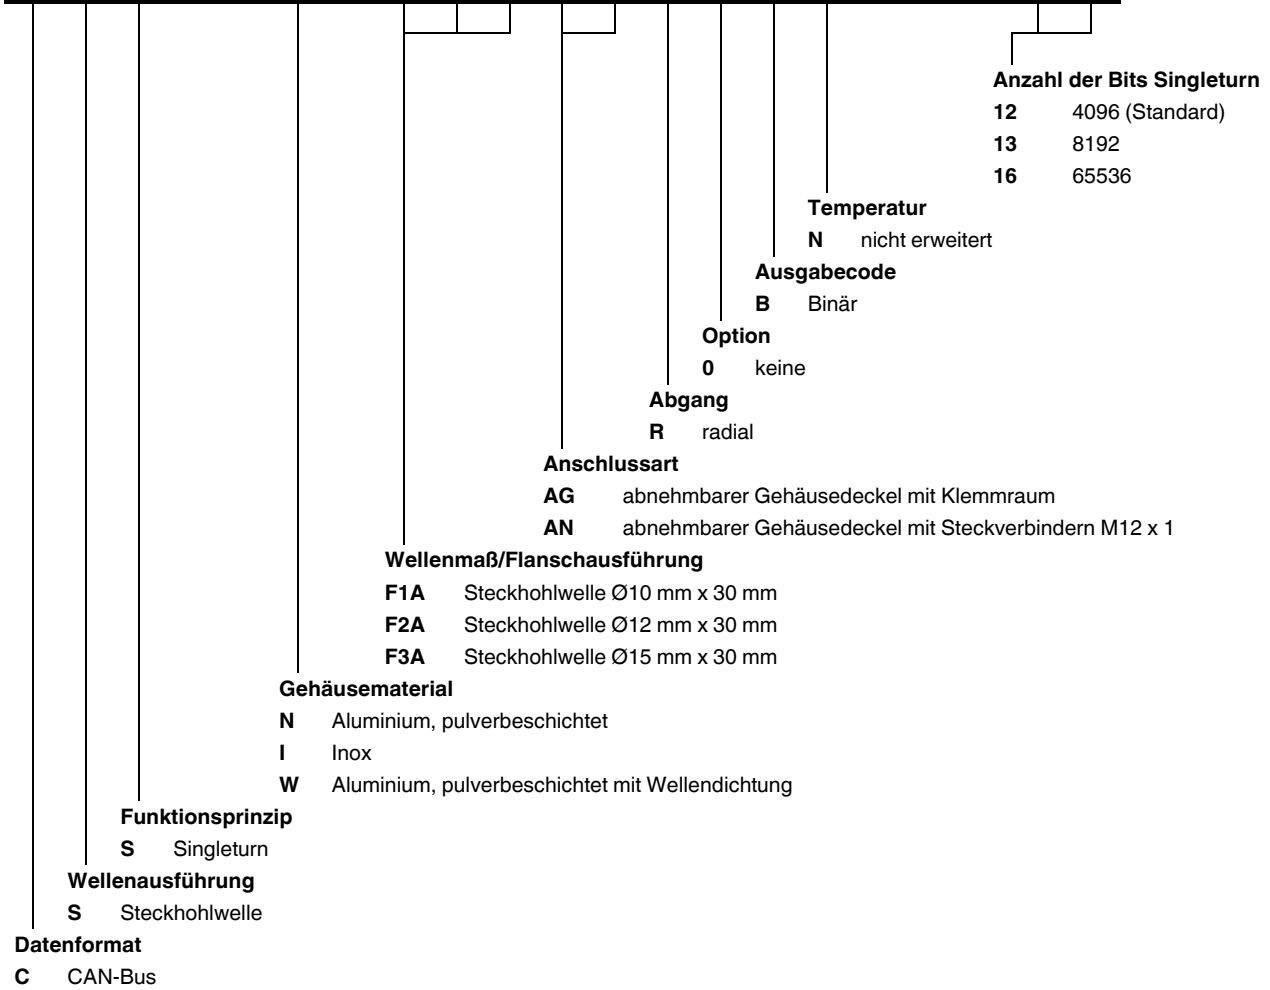 Anzahl der Bits Singleturn
12 4096 (Standard)
13 8192
16 65536
Temperatur
N nicht erweitert
Ausgabecode
B Binär
Option
0 keine
Abgang
R radial
Anschlussart
AG abnehmbarer Gehäusedeckel mit Klemmraum
AN abnehmbarer Gehäusedeckel mit Steckverbindern M12 x 1
Wellenmaß/Flanschausführung
F1A Steckhohlwelle Ø10 mm x 30 mm
F2A Steckhohlwelle Ø12 mm x 30 mm
F3A Steckhohlwelle Ø15 mm x 30 mm
Gehäusematerial
N Aluminium, pulverbeschichtet
I Inox
W Aluminium, pulverbeschichtet mit Wellendichtung
Funktionsprinzip
S Singleturn
Wellenausführung
S Steckhohlwelle
Datenformat
C CAN-Bus